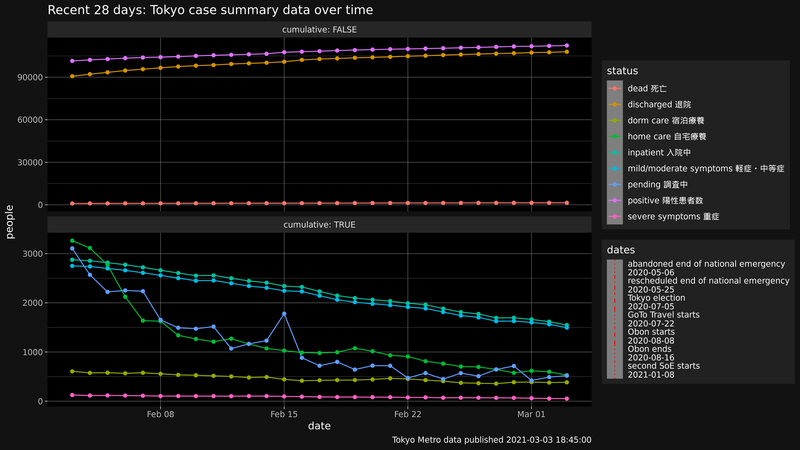 Recent 28 days: Tokyo case summary data over time
cumulative: FALSE
90000
60000
30000
0
cumulative: TRUE
3000
2000
1000
0
people
Feb 08
Feb 15
Feb 22
Mar 01
date
Tokyo Metro data published 2021-03-03 18:45:00
status
dead 死亡
discharged 退院
dorm care 宿泊療養
home care 自宅療養
inpatient 入院中
mild/moderate symptoms 軽症・中等症
pending 調査中
positive 陽性患者数
severe symptoms 重症
dates
abandoned end of national emergency
2020-05-06
rescheduled end of national emergency
2020-05-25
Tokyo election
2020-07-05
GoTo Travel starts
2020-07-22
Obon starts
2020-08-08
Obon ends
2020-08-16
second SoE starts
2021-01-08